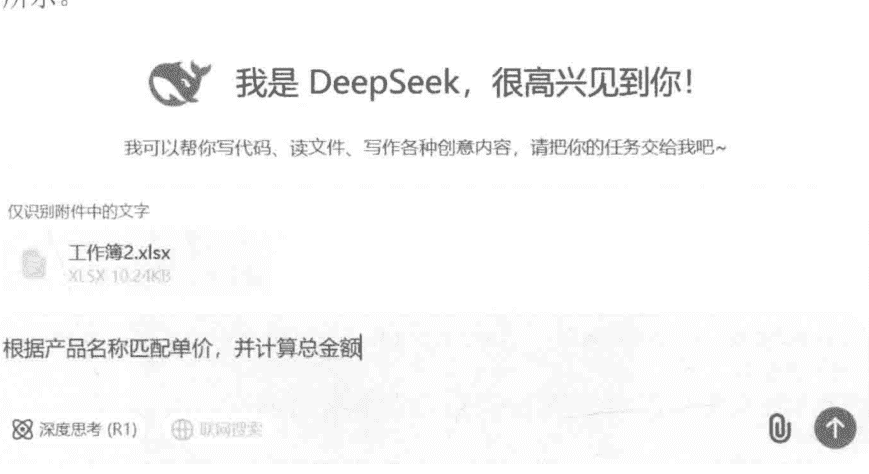 所示。
我是 DeepSeek，很高兴见到你！
我可以帮你写代码、读文件、写作各种创意内容，请把你的任务交给我吧~
仅识别附件中的文字
工作簿2.xlsx
XLSX 10.24KB
根据产品名称匹配单价，并计算总金额
深度思考 (R1) 联网搜索